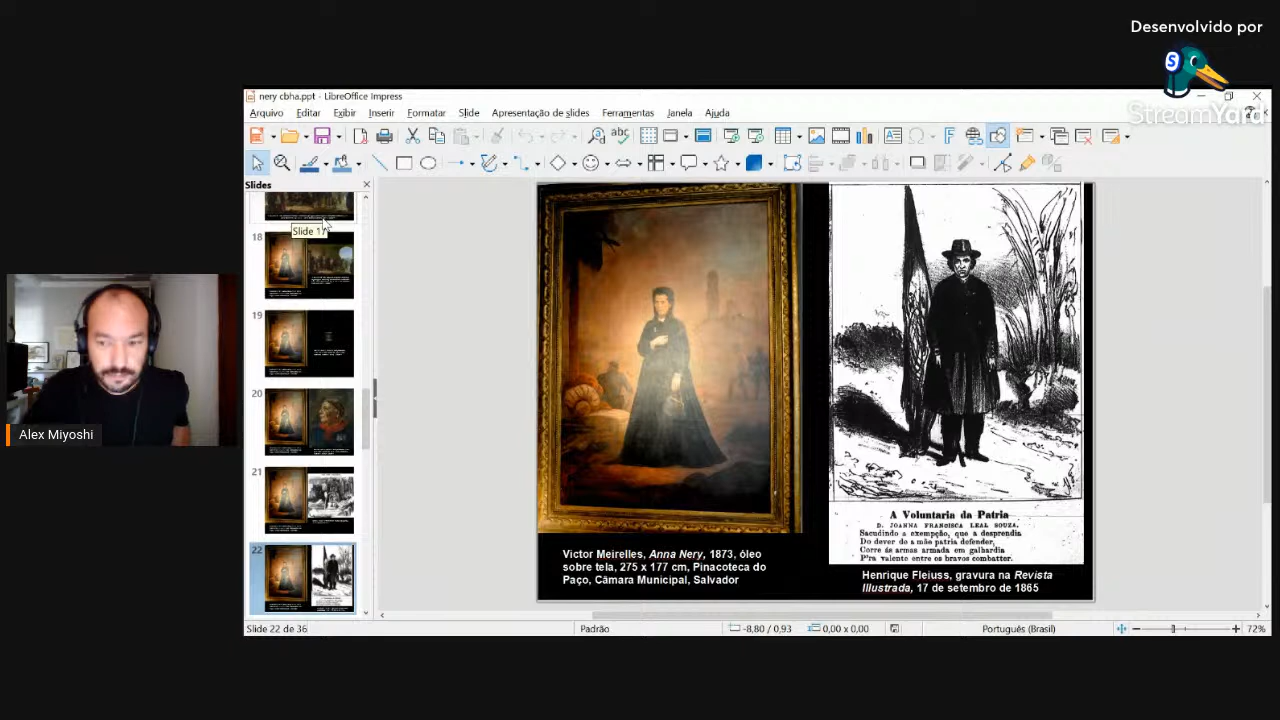 Desenvolvido por
StreamYard
nery cbha.ppt - LibreOffice Impress
Arquivo Editar Exibir Inserir Formatar Slide Apresentação de slides Ferramentas Janela Ajuda
Slides
Slide 17
18
19
20
21
22
Alex Miyoshi
A Voluntaria da Patria
D. JOANNA FRANCISCA LEAL SOUZA.
Sacudindo a exempção, que a desprendia
Do dever do a mãe patria defender,
Corre ás armas armada em galhardia
P'ra valente entre os bravos combatter.
Victor Meirelles, Anna Nery, 1873, óleo
sobre tela, 275 x 177 cm, Pinacoteca do
Paço, Câmara Municipal, Salvador
Henrique Fleiuss, gravura na Revista
Illustrada, 17 de setembro de 1865
Slide 22 de 36
Padrão
-8,80 / 0,93
0,00 x 0,00
Português (Brasil)
72%